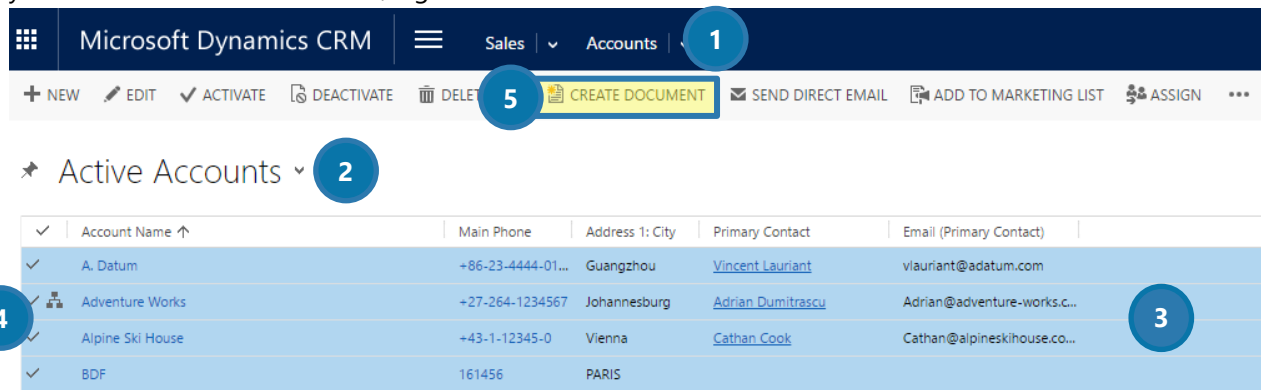 Microsoft Dynamics CRM Sales Accounts 1
NEW EDIT ACTIVATE DEACTIVATE 5 CREATE DOCUMENT SEND DIRECT EMAIL ADD TO MARKETING LIST ASSIGN ...
Active Accounts 2
Account Name Main Phone Address 1: City Primary Contact Email (Primary Contact)
A. Datum +86-23-4444-01... Guangzhou Vincent Lauriant vlauriant@adatum.com
Adventure Works +27-264-1234567 Johannesburg Adrian Dumitrascu Adrian@adventure-works.c...
4 Alpine Ski House +43-1-12345-0 Vienna Cathan Cook Cathan@alpineskihouse.co... 3
BDF 161456 PARIS